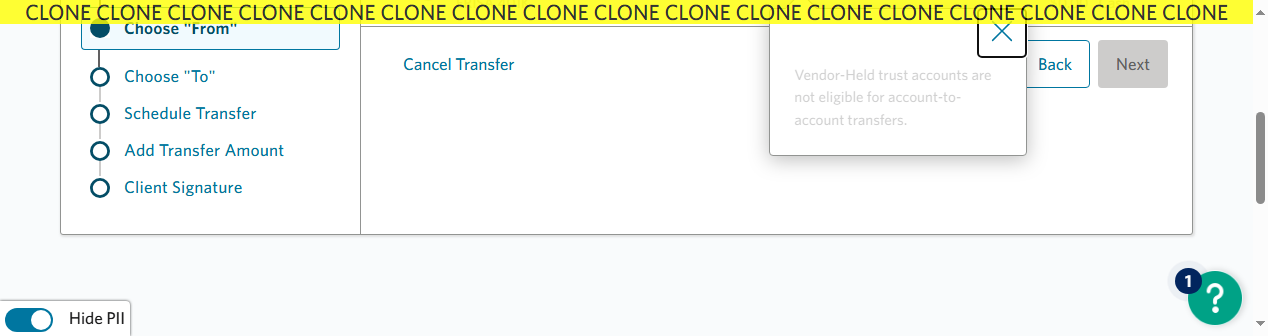 CLONE CLONE CLONE CLONE CLONE CLONE CLONE CLONE CLONE CLONE CLONE CLONE CLONE CLONE CLONE CLONE CLONE
Choose "From"
Choose "To"
Schedule Transfer
Add Transfer Amount
Client Signature
Cancel Transfer
Vendor-Held trust accounts are
not eligible for account-to-
account transfers.
Back
Next
Hide PII
1
?